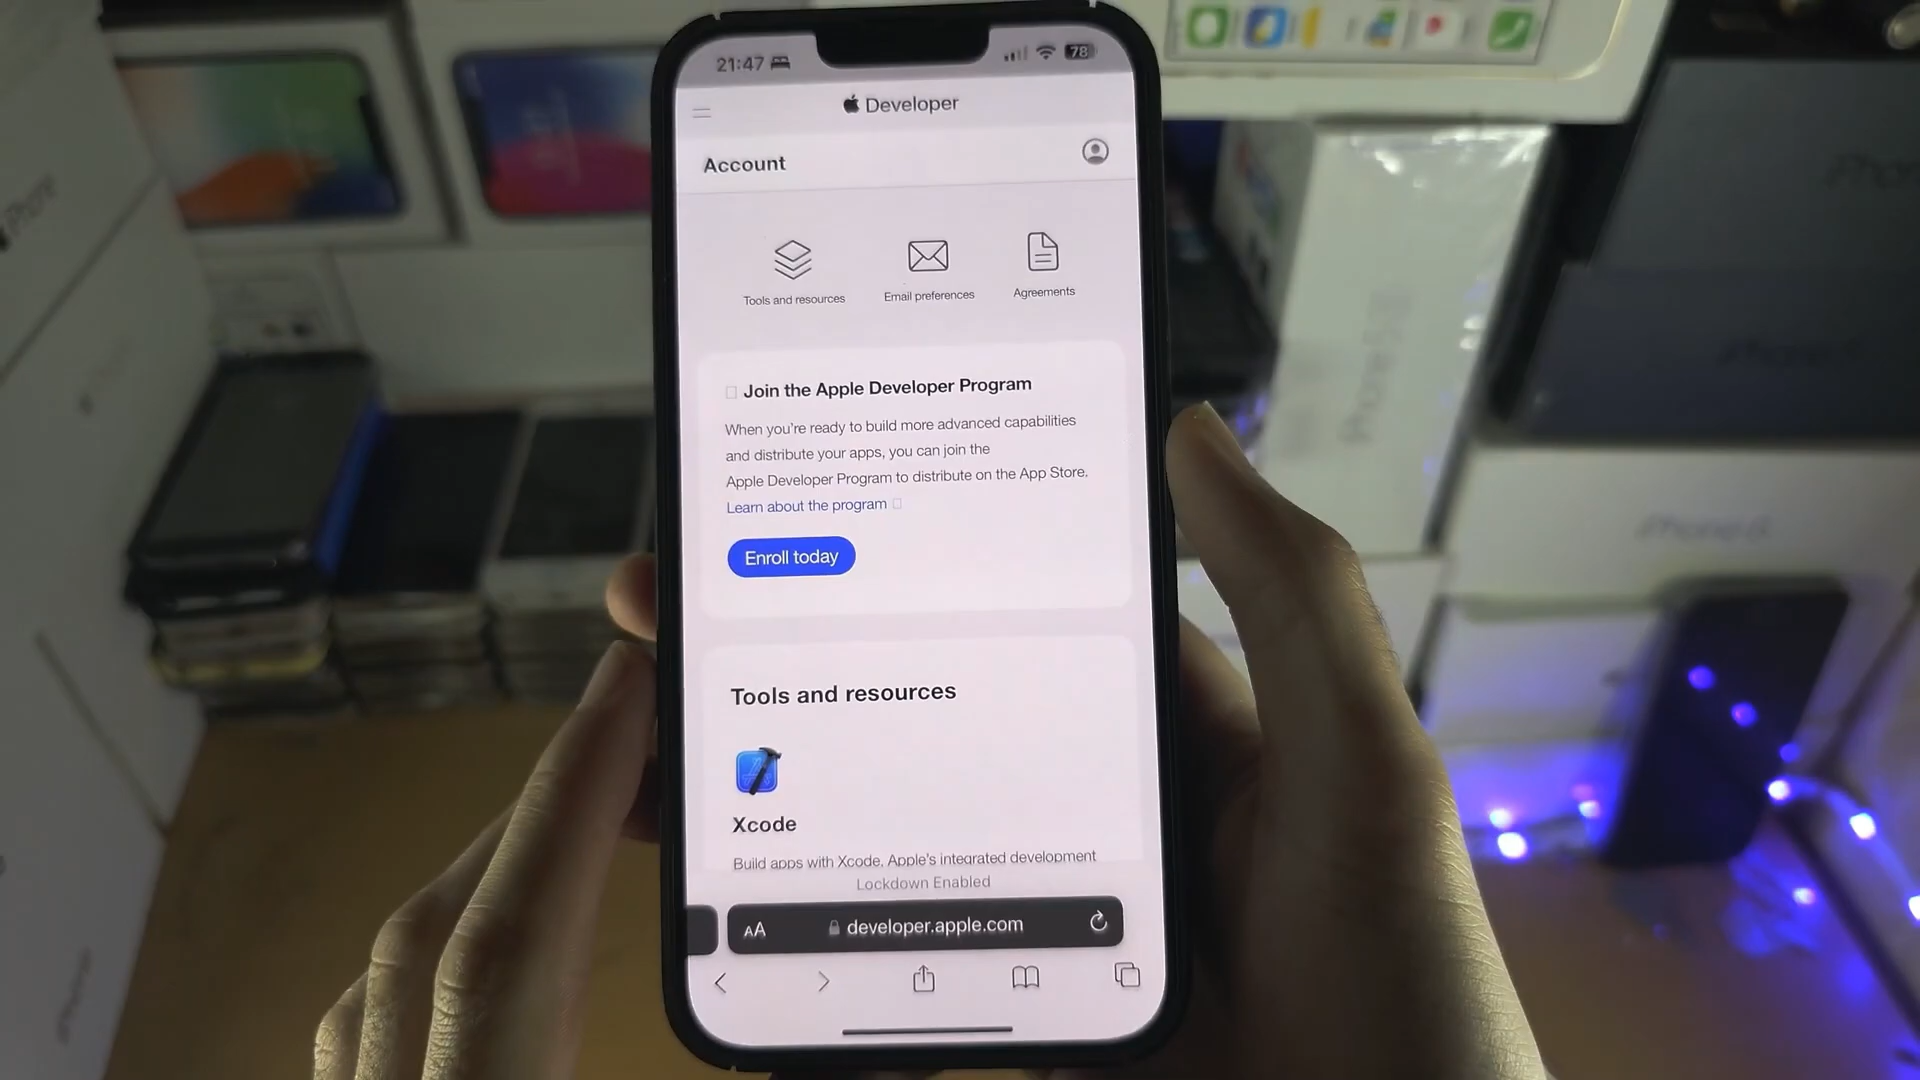 21:47
78
Developer
Account
Tools and resources
Email preferences
Agreements
Join the Apple Developer Program
When you're ready to build more advanced capabilities
and distribute your apps, you can join the
Apple Developer Program to distribute on the App Store.
Learn about the program
Enroll today
Tools and resources
Xcode
Build apps with Xcode, Apple's integrated development
Lockdown Enabled
AA
developer.apple.com
iPhone
iPhone